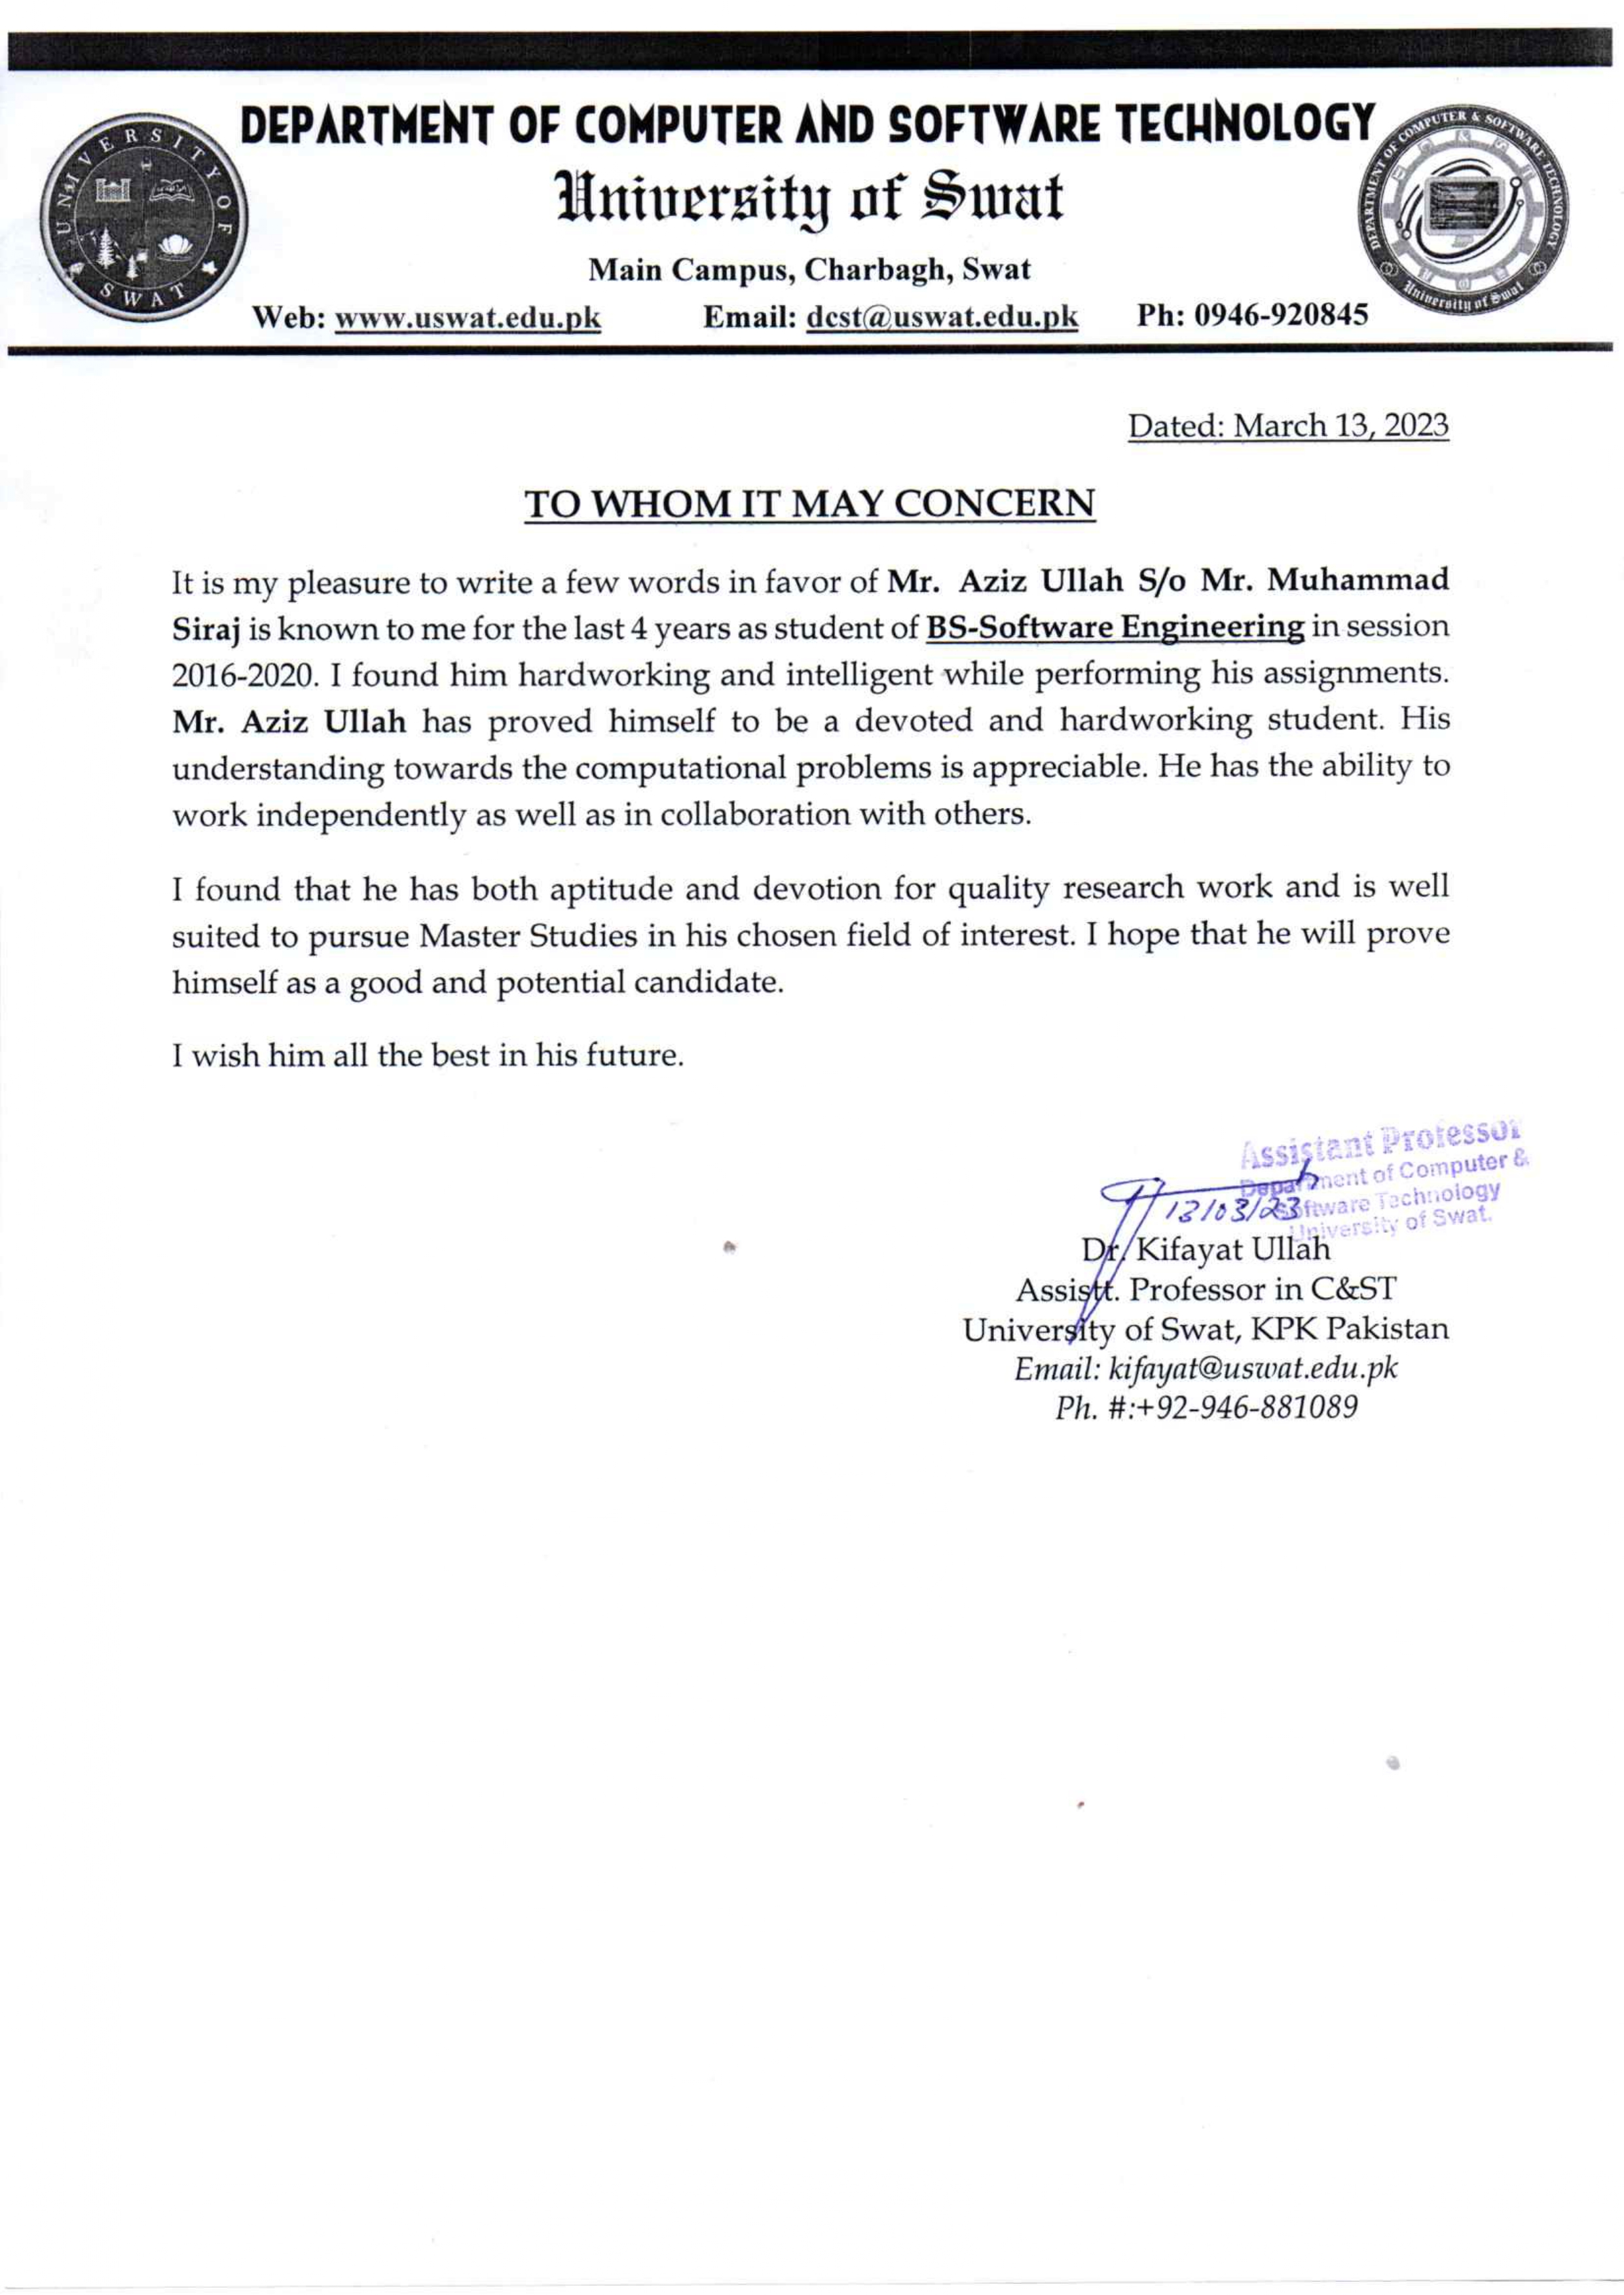 DEPARTMENT OF COMPUTER AND SOFTWARE TECHNOLOGY
University of Swat
Main Campus, Charbagh, Swat
Web: www.uswat.edu.pk Email: dcst@uswat.edu.pk Ph: 0946-920845
UNIVERSITY OF SWAT
DEPARTMENT OF COMPUTER & SOFTWARE TECHNOLOGY
University of Swat
Dated: March 13, 2023
TO WHOM IT MAY CONCERN
It is my pleasure to write a few words in favor of Mr. Aziz Ullah S/o Mr. Muhammad
Siraj is known to me for the last 4 years as student of BS-Software Engineering in session
2016-2020. I found him hardworking and intelligent while performing his assignments.
Mr. Aziz Ullah has proved himself to be a devoted and hardworking student. His
understanding towards the computational problems is appreciable. He has the ability to
work independently as well as in collaboration with others.
I found that he has both aptitude and devotion for quality research work and is well
suited to pursue Master Studies in his chosen field of interest. I hope that he will prove
himself as a good and potential candidate.
I wish him all the best in his future.
Assistant Professor
Department of Computer &
Software Technology
University of Swat.
13/03/23
Dr. Kifayat Ullah
Assistt. Professor in C&ST
University of Swat, KPK Pakistan
Email: kifayat@uswat.edu.pk
Ph. #:+92-946-881089